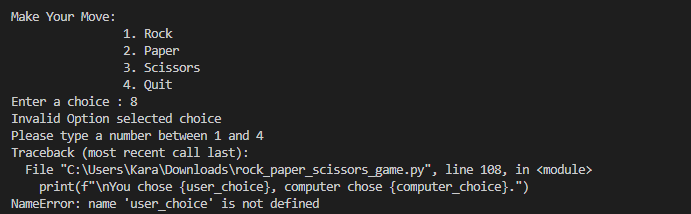 Make Your Move:
1. Rock
2. Paper
3. Scissors
4. Quit
Enter a choice : 8
Invalid Option selected choice
Please type a number between 1 and 4
Traceback (most recent call last):
File "C:\Users\Kara\Downloads\rock_paper_scissors_game.py", line 108, in <module>
print(f"\nYou chose {user_choice}, computer chose {computer_choice}.")
NameError: name 'user_choice' is not defined